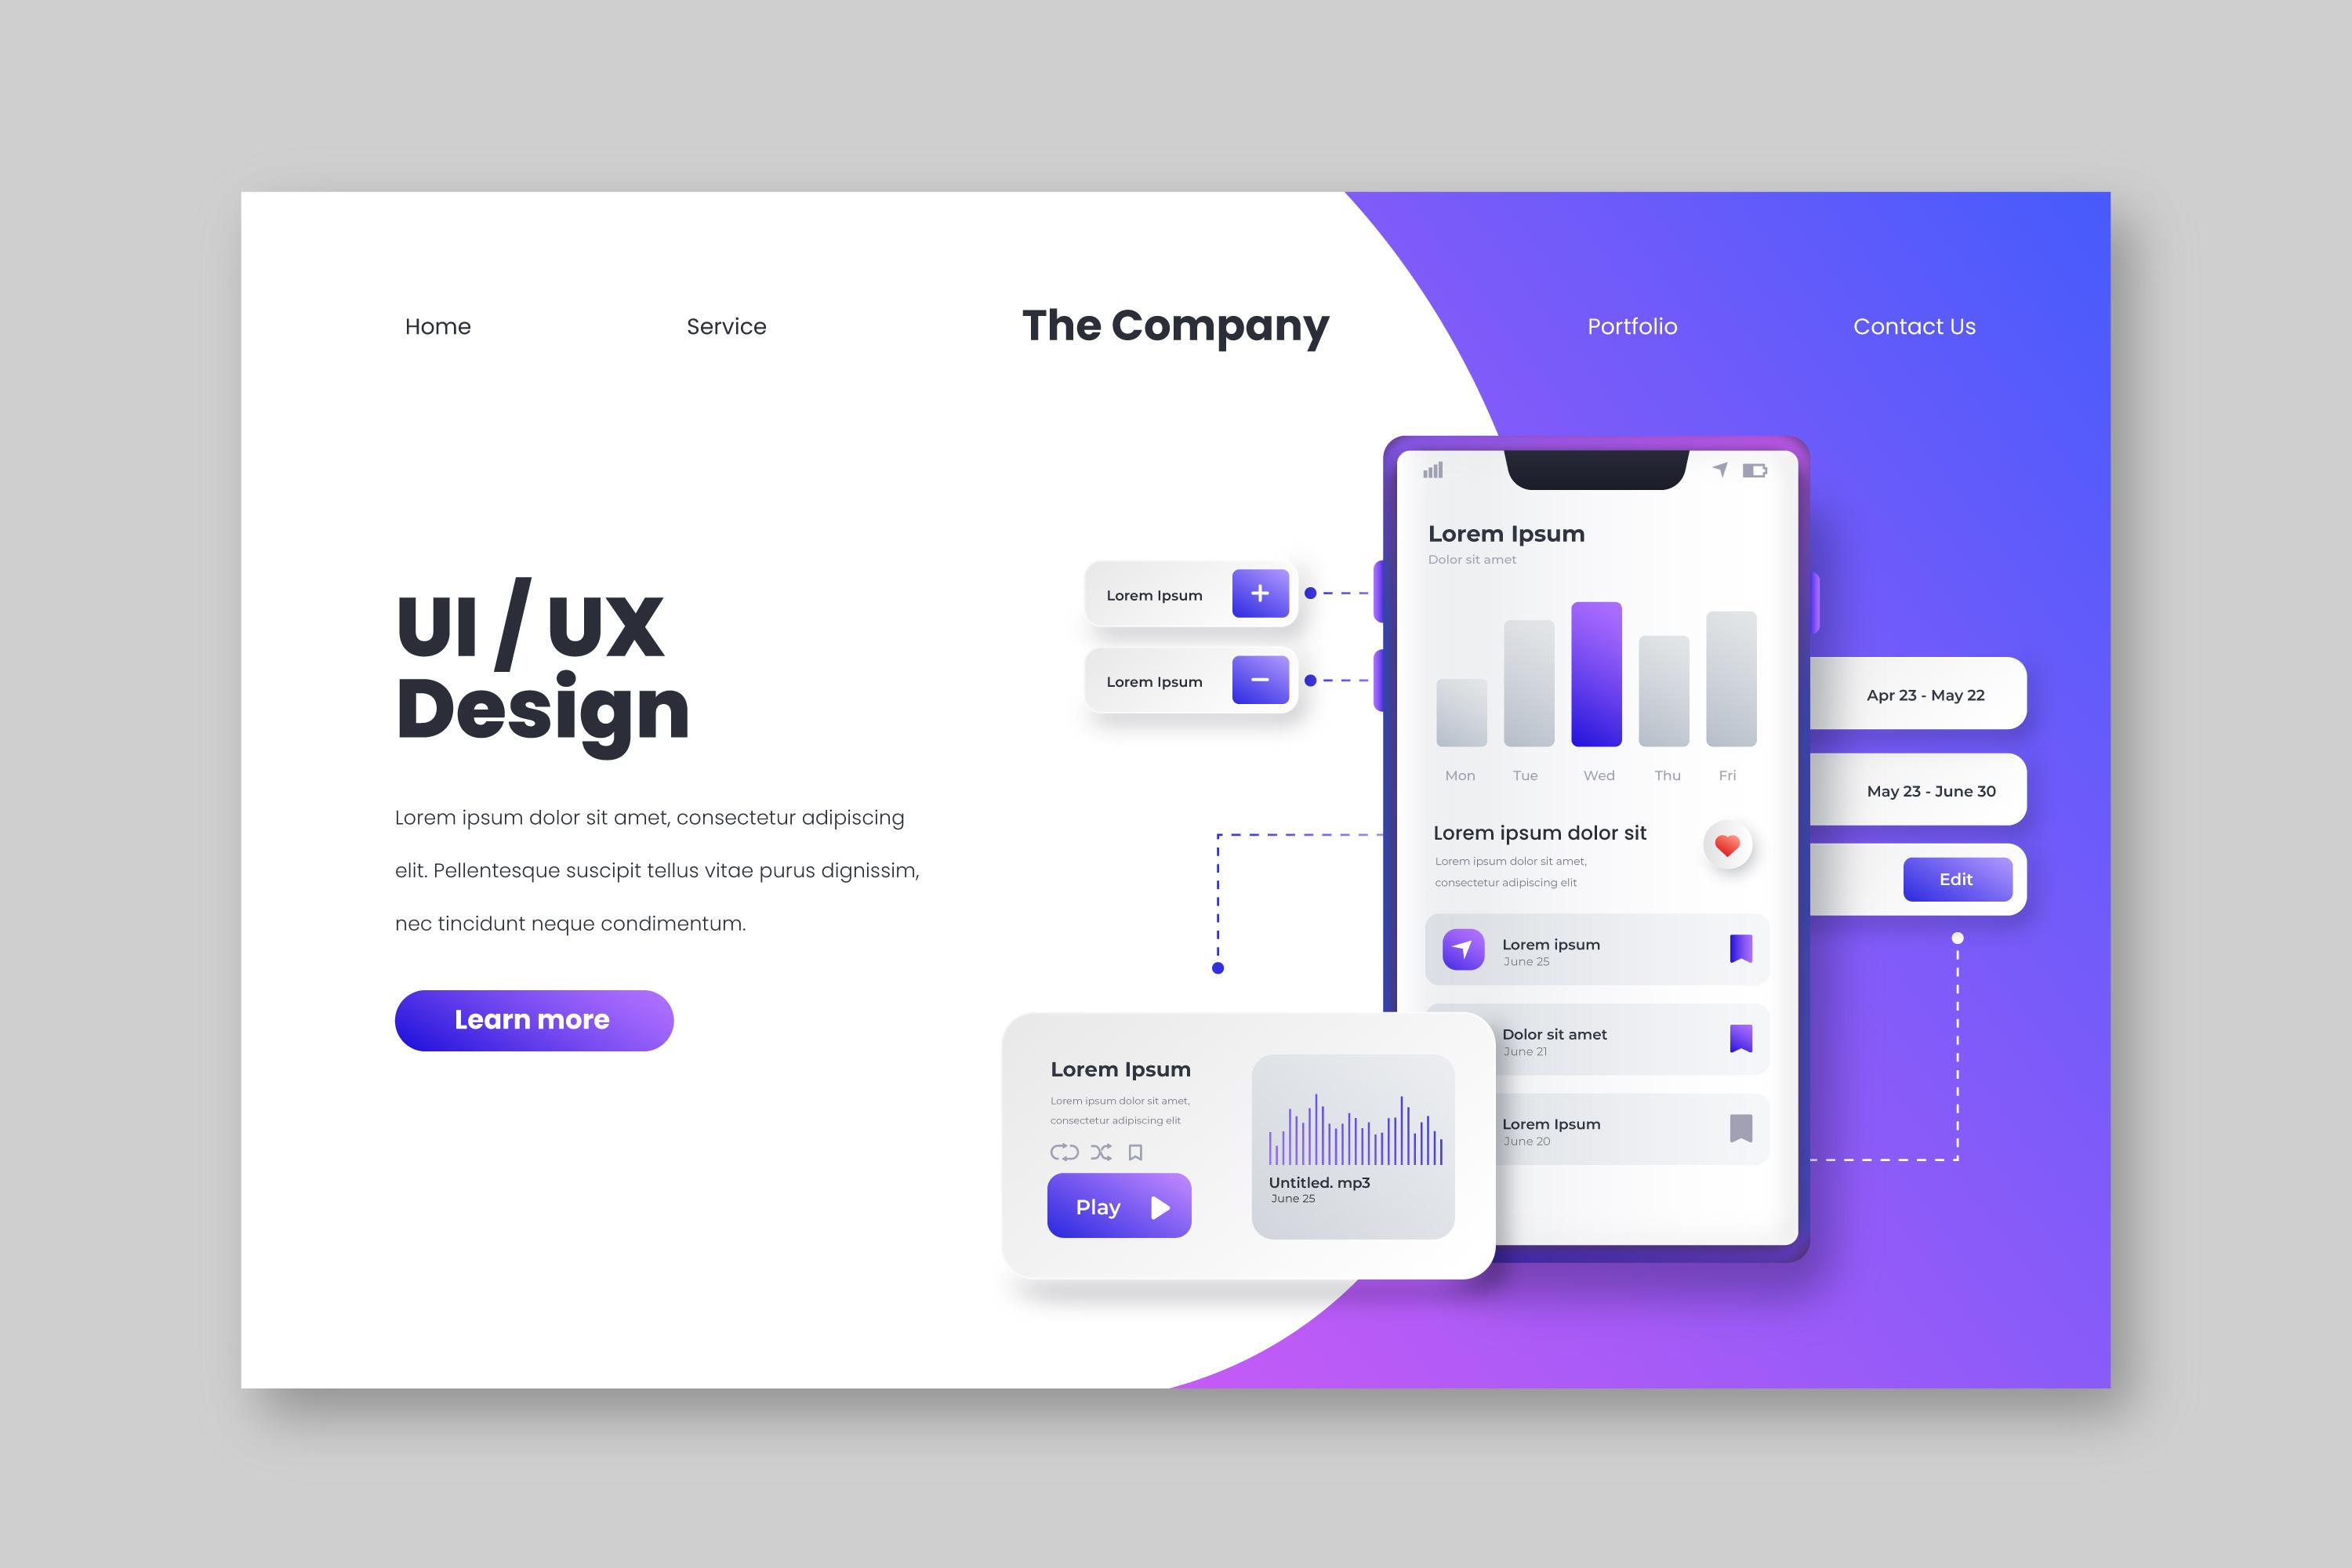 Home
Service
The Company
Portfolio
Contact Us
UI / UX
Design
Lorem ipsum dolor sit amet, consectetur adipiscing
elit. Pellentesque suscipit tellus vitae purus dignissim,
nec tincidunt neque condimentum.
Learn more
Lorem Ipsum
Lorem Ipsum
Lorem Ipsum
Dolor sit amet
Mon Tue Wed Thu Fri
Lorem ipsum dolor sit
Lorem ipsum dolor sit amet,
consectetur adipiscing elit
Lorem ipsum
June 25
Dolor sit amet
June 21
Lorem Ipsum
June 20
Apr 23 - May 22
May 23 - June 30
Edit
Lorem Ipsum
Lorem ipsum dolor sit amet,
consectetur adipiscing elit
Play
Untitled. mp3
June 25